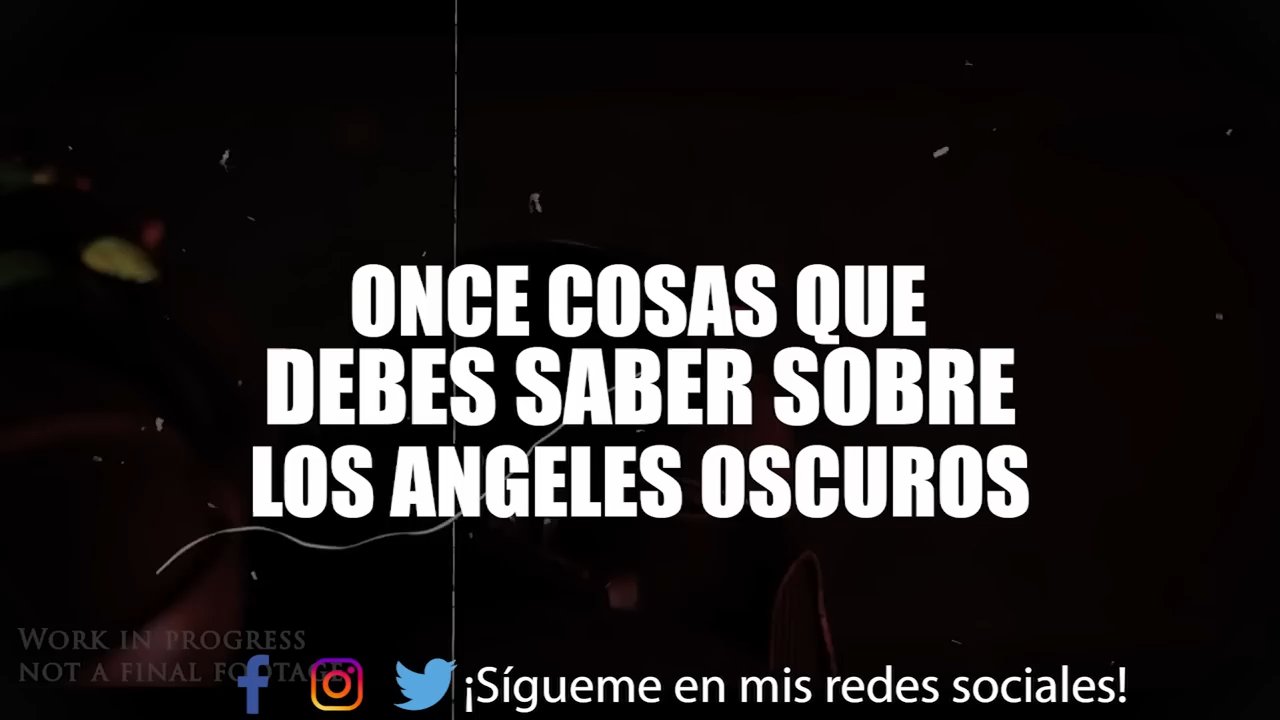 ONCE COSAS QUE
DEBES SABER SOBRE
LOS ANGELES OSCUROS
WORK IN PROGRESS
NOT A FINAL FOOTAGE
¡Sígueme en mis redes sociales!